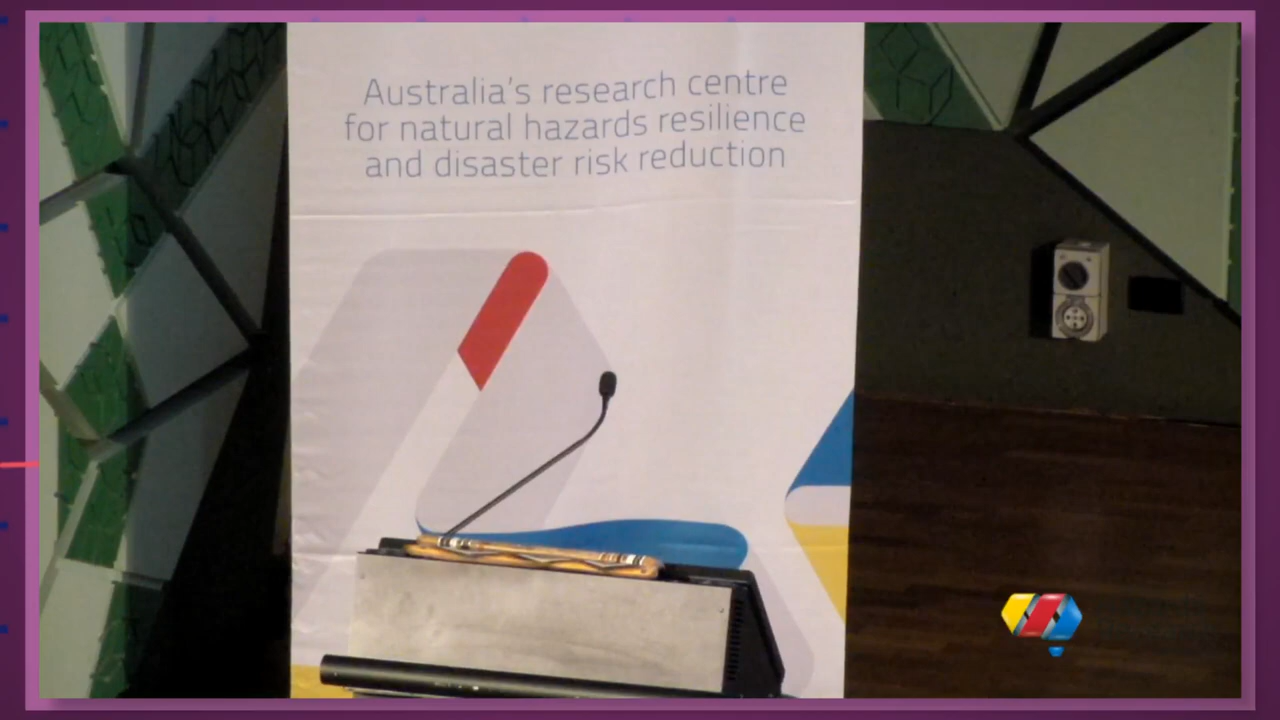 Australia's research centre
for natural hazards resilience
and disaster risk reduction